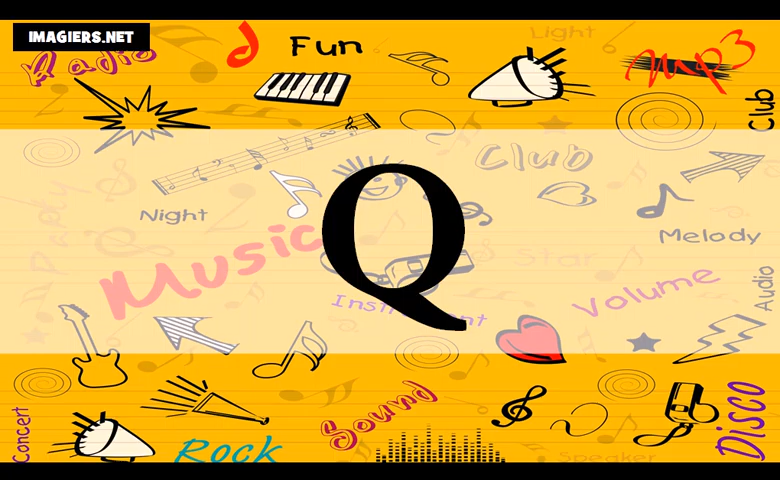 IMAGIERS.NET
Radio
Fun
Light
mp3
Club
Club
Party
Night
Music
Melody
Star
Audio
Volume
Instrument
Concert
Rock
Sound
Disco
Speaker
Q